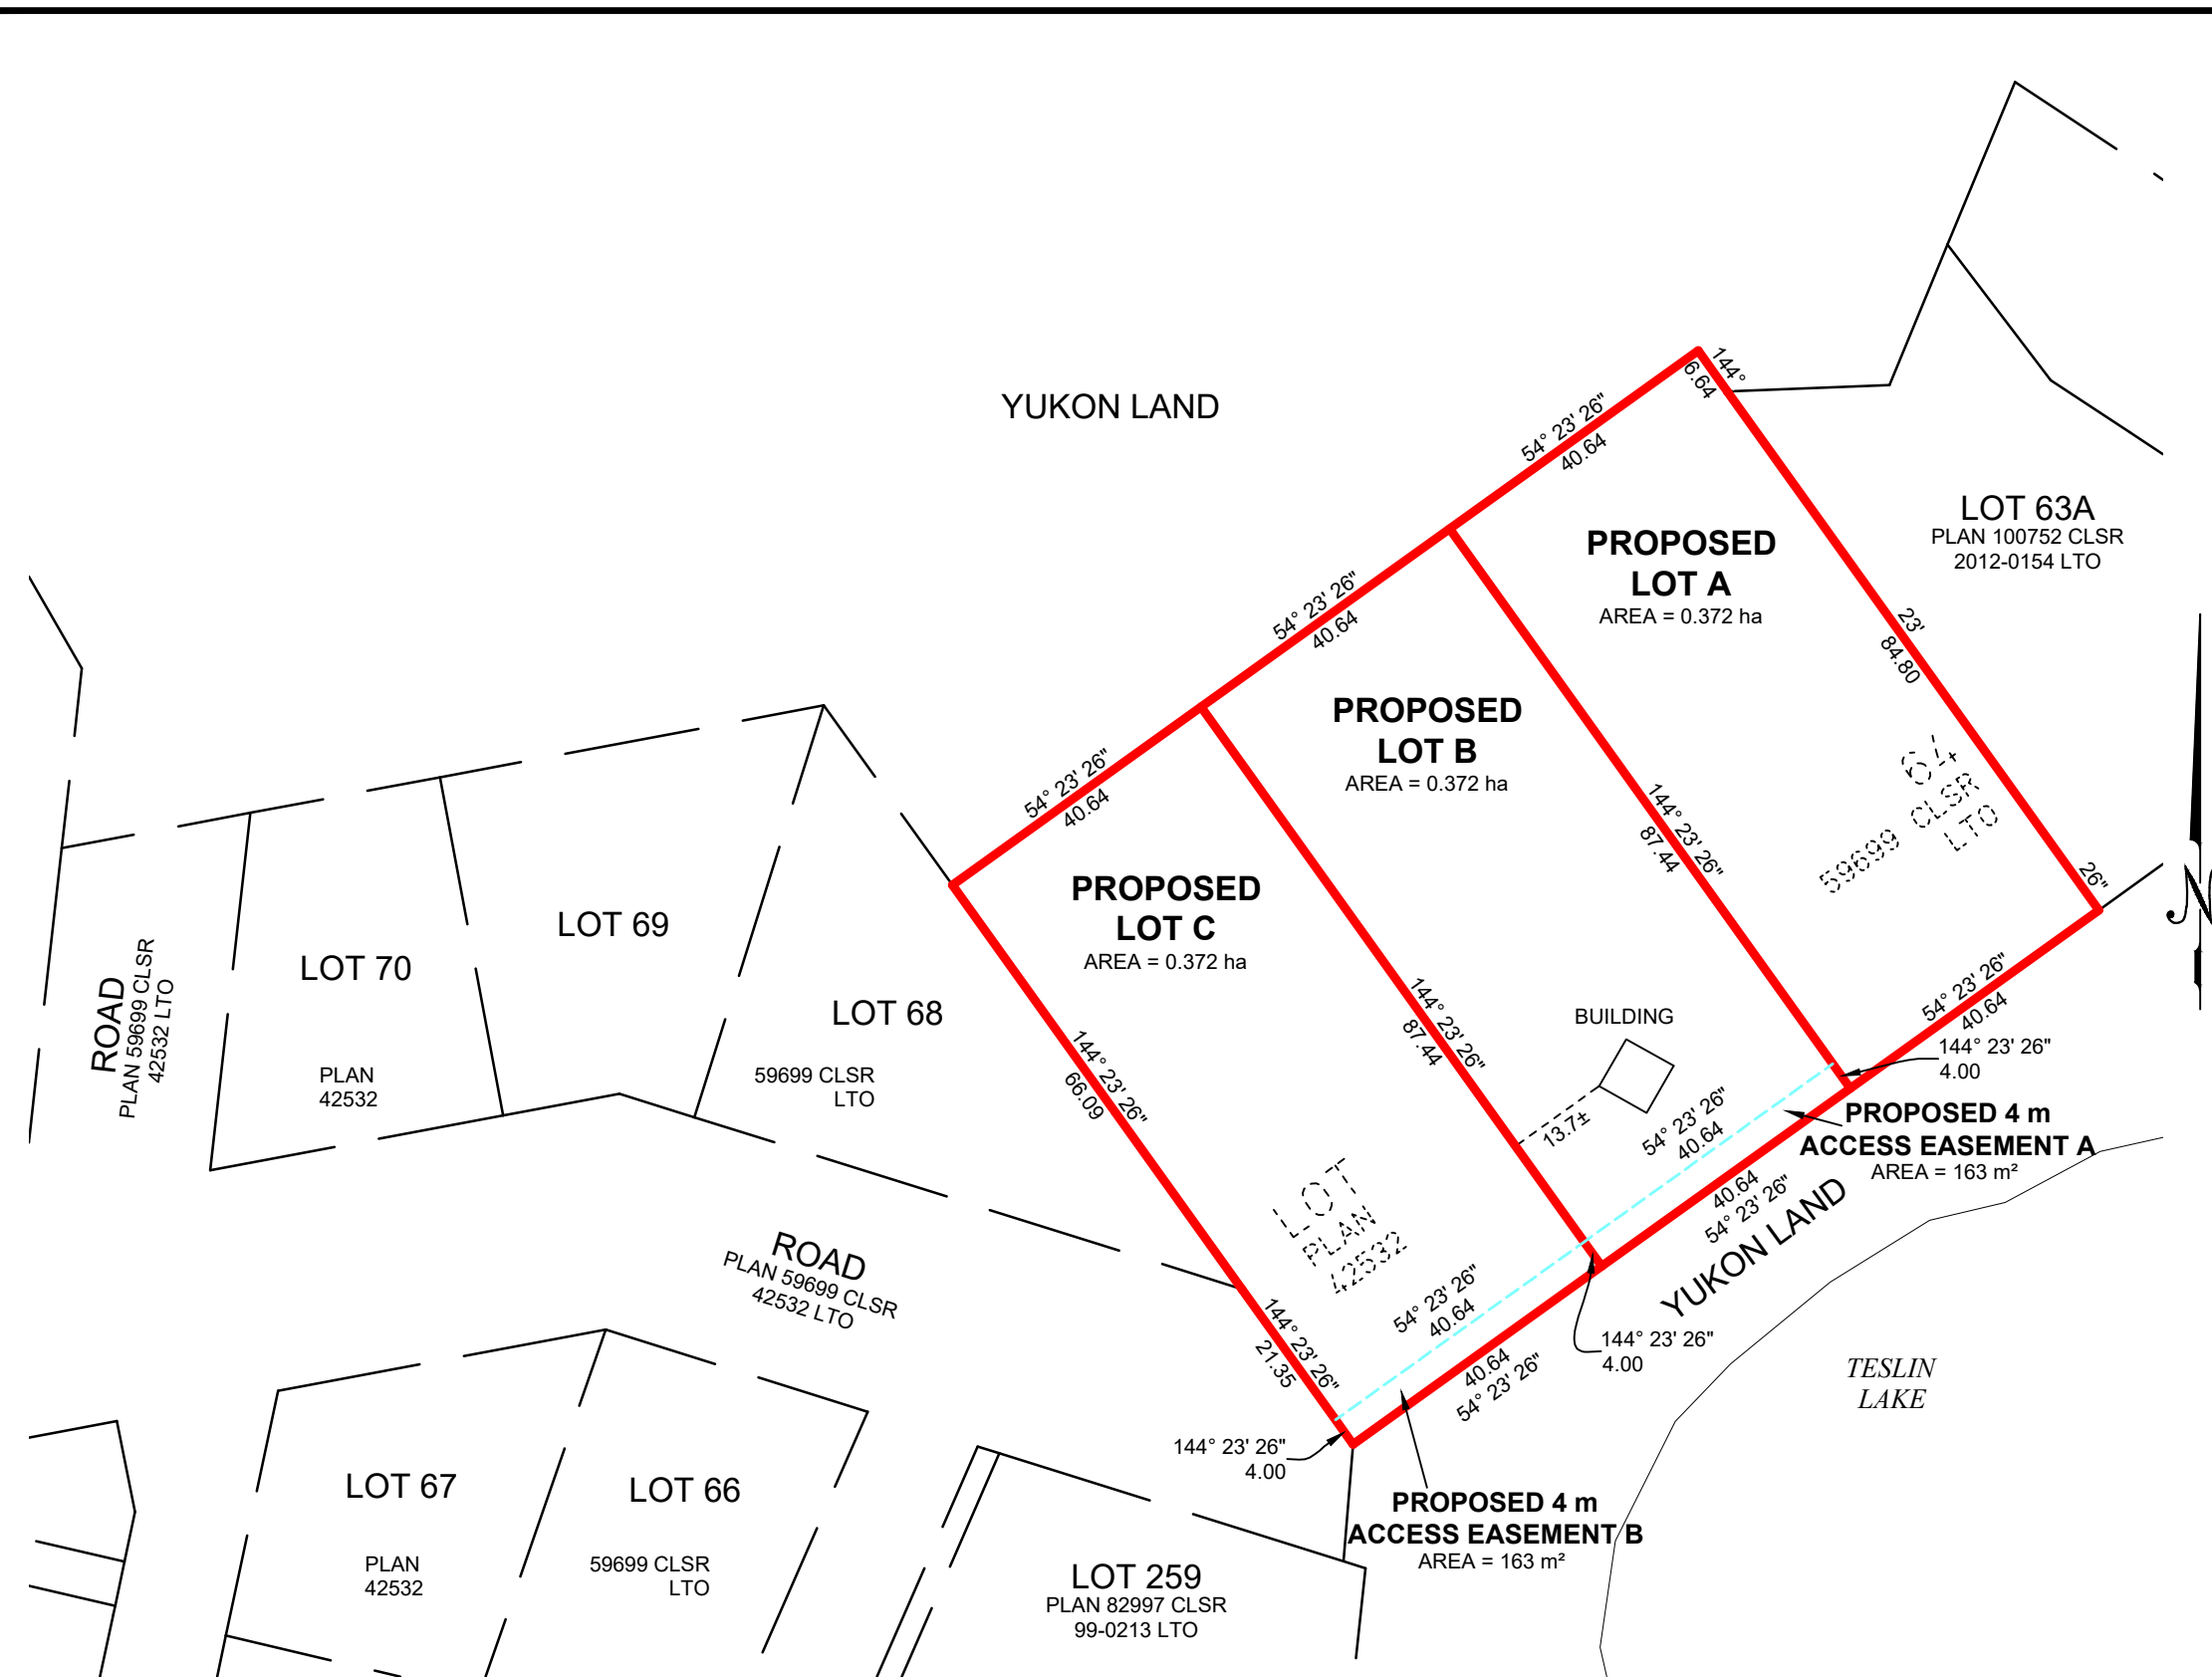 YUKON LAND
54° 23' 26"
40.64
144°
6.64
LOT 63A
PLAN 100752 CLSR
2012-0154 LTO
PROPOSED
LOT A
AREA = 0.372 ha
54° 23' 26"
40.64
23'
84.80
PROPOSED
LOT B
AREA = 0.372 ha
54° 23' 26"
40.64
64
59699 CLSR
LTO
144° 23' 26"
87.44
26"
PROPOSED
LOT C
AREA = 0.372 ha
LOT 69
LOT 70
LOT 68
ROAD
PLAN 59699 CLSR
42532 LTO
PLAN
42532
59699 CLSR
LTO
144° 23' 26"
66.09
144° 23' 26"
87.44
BUILDING
13.7±
54° 23' 26"
40.64
54° 23' 26"
40.64
144° 23' 26"
4.00
PROPOSED 4 m
ACCESS EASEMENT A
AREA = 163 m²
40.64
54° 23' 26"
YUKON LAND
LOT
PLAN
42532
ROAD
PLAN 59699 CLSR
42532 LTO
54° 23' 26"
40.64
144° 23' 26"
21.35
40.64
54° 23' 26"
144° 23' 26"
4.00
TESLIN
LAKE
144° 23' 26"
4.00
PROPOSED 4 m
ACCESS EASEMENT B
AREA = 163 m²
LOT 67
LOT 66
PLAN
42532
59699 CLSR
LTO
LOT 259
PLAN 82997 CLSR
99-0213 LTO